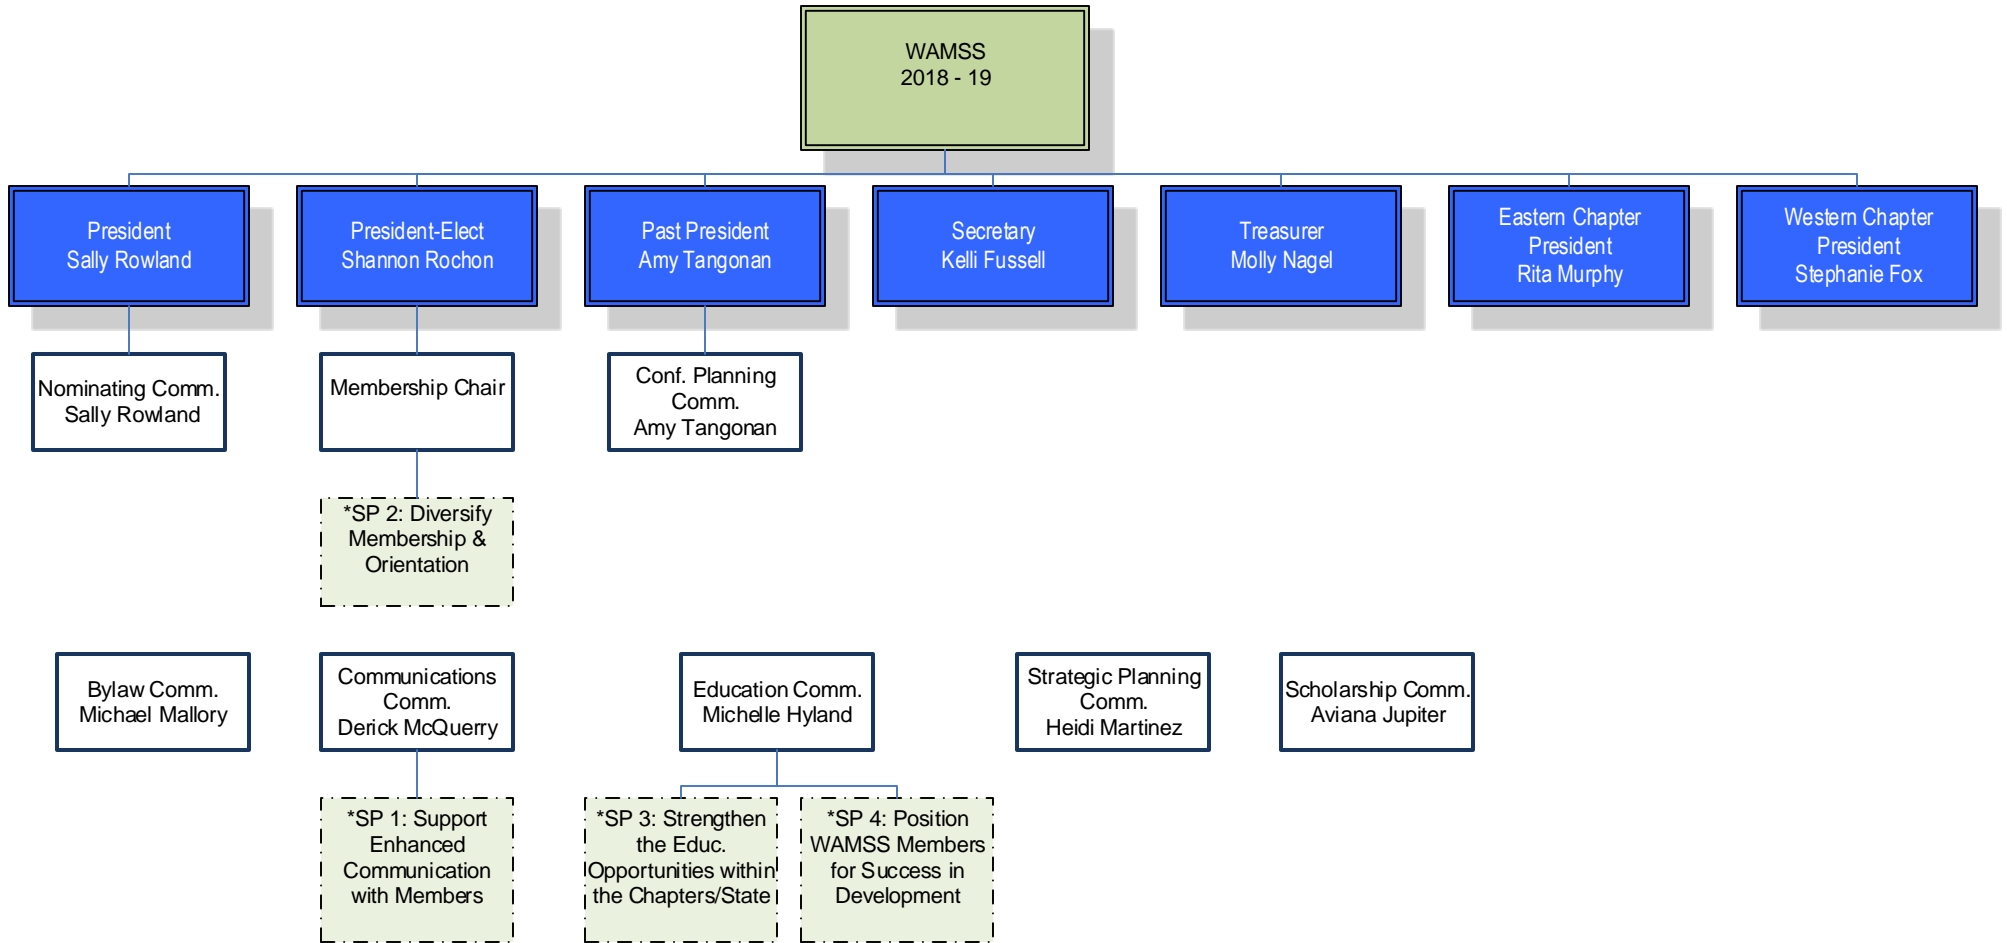 WAMSS
2018 - 19
President
Sally Rowland
President-Elect
Shannon Rochon
Past President
Amy Tangonan
Secretary
Kelli Fussell
Treasurer
Molly Nagel
Eastern Chapter
President
Rita Murphy
Western Chapter
President
Stephanie Fox
Nominating Comm.
Sally Rowland
Membership Chair
Conf. Planning
Comm.
Amy Tangonan
*SP 2: Diversify
Membership &
Orientation
Bylaw Comm.
Michael Mallory
Communications
Comm.
Derick McQuerry
Education Comm.
Michelle Hyland
Strategic Planning
Comm.
Heidi Martinez
Scholarship Comm.
Aviana Jupiter
*SP 1: Support
Enhanced
Communication
with Members
*SP 3: Strengthen
the Educ.
Opportunities within
the Chapters/State
*SP 4: Position
WAMSS Members
for Success in
Development